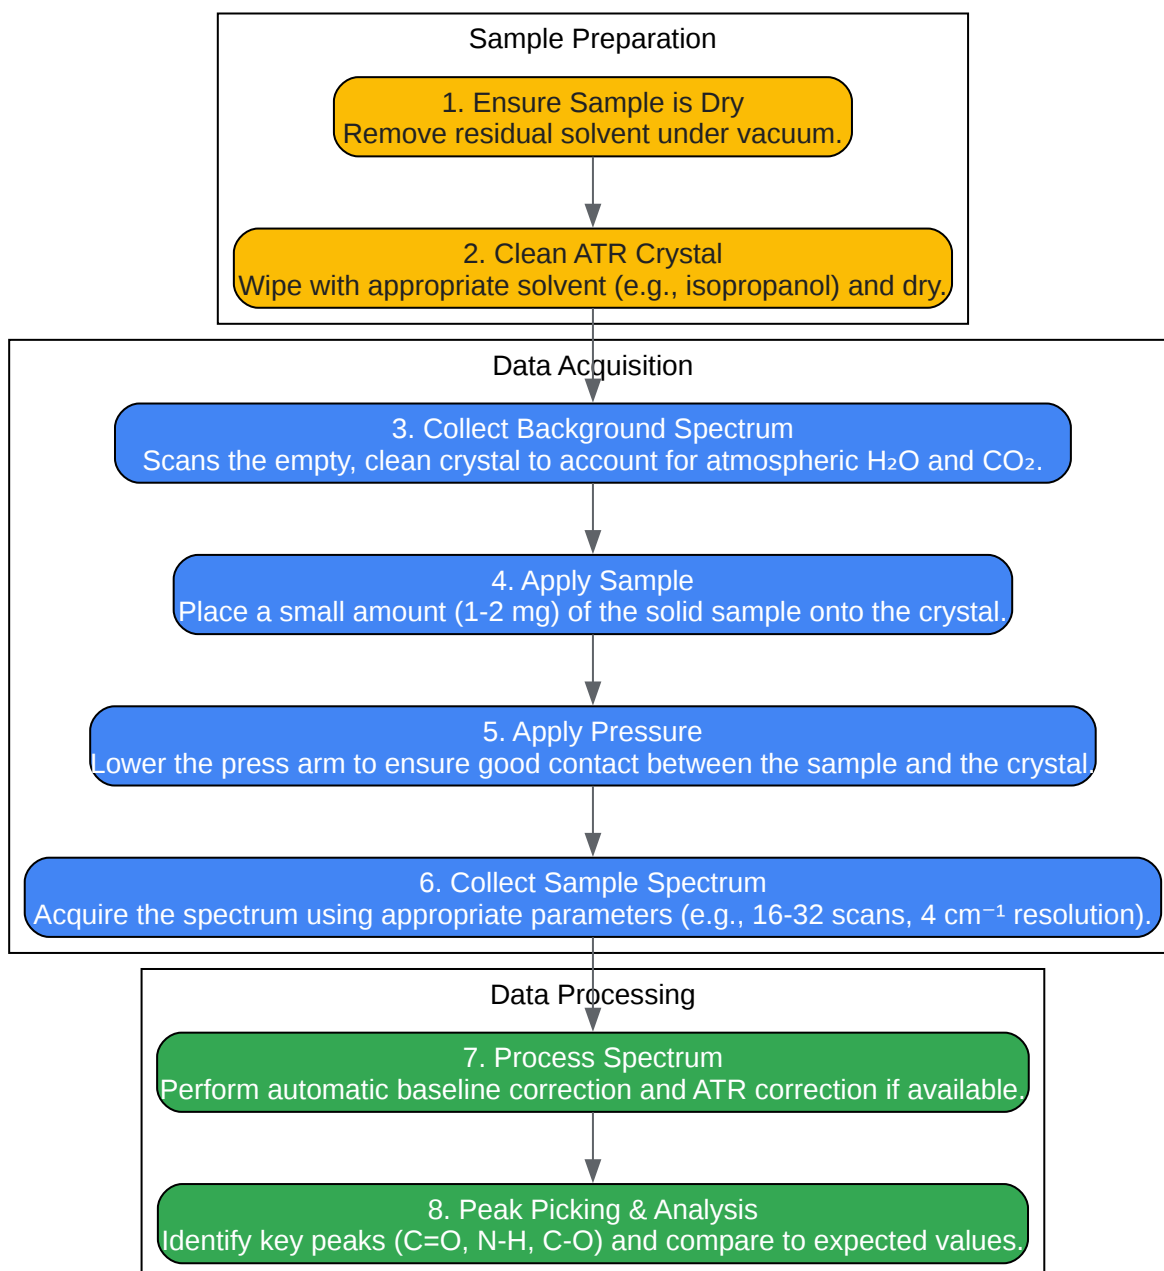 Sample Preparation
1. Ensure Sample is Dry
Remove residual solvent under vacuum.
2. Clean ATR Crystal
Wipe with appropriate solvent (e.g., isopropanol) and dry.
Data Acquisition
3. Collect Background Spectrum
Scans the empty, clean crystal to account for atmospheric H₂O and CO₂.
4. Apply Sample
Place a small amount (1-2 mg) of the solid sample onto the crystal.
5. Apply Pressure
Lower the press arm to ensure good contact between the sample and the crystal.
6. Collect Sample Spectrum
Acquire the spectrum using appropriate parameters (e.g., 16-32 scans, 4 cm⁻¹ resolution).
Data Processing
7. Process Spectrum
Perform automatic baseline correction and ATR correction if available.
8. Peak Picking & Analysis
Identify key peaks (C=O, N-H, C-O) and compare to expected values.